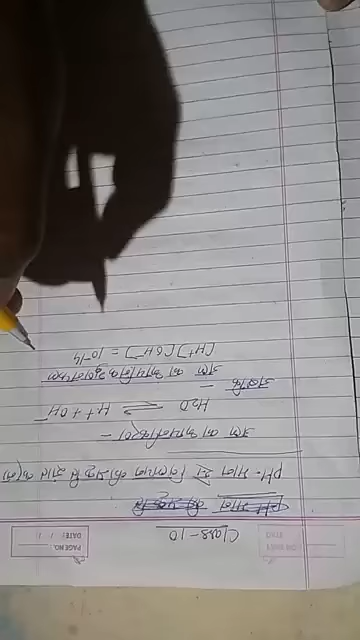 PAGE NO.
DATE: / /
Class-10
pH मान
pH-मान से विलयन की प्रकृति ज्ञात
जल का आयनीकरण -
H₂O ⇌ H⁺ + OH⁻
जल का आयनिक गुणनफल
[H⁺][OH⁻] = 10⁻¹⁴